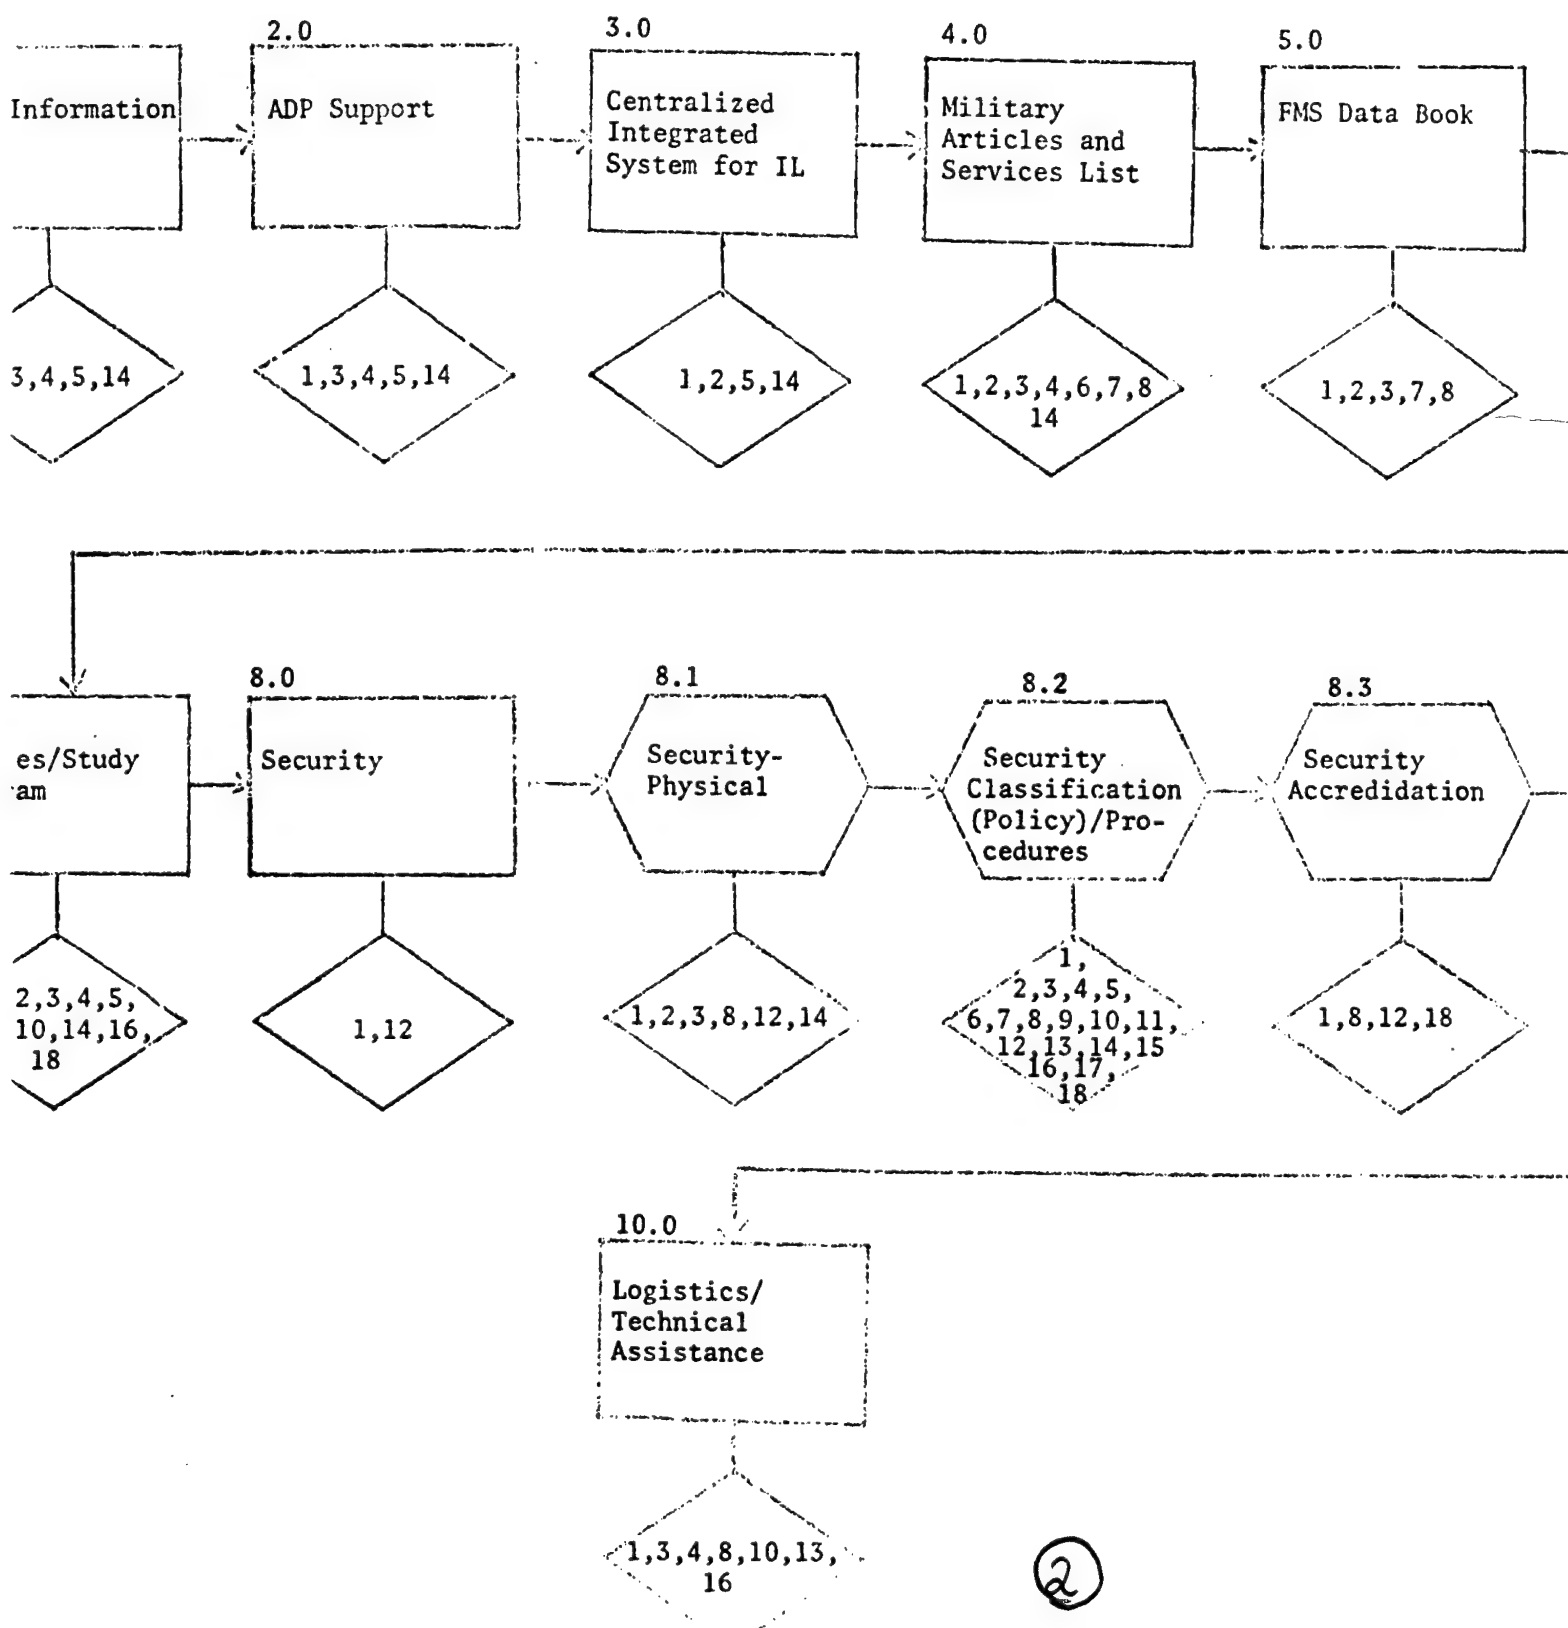 2.0
3.0
4.0
5.0
Information
ADP Support
Centralized
Integrated
System for IL
Military
Articles and
Services List
FMS Data Book
3,4,5,14
1,3,4,5,14
1,2,5,14
1,2,3,4,6,7,8
14
1,2,3,7,8
8.0
8.1
8.2
8.3
es/Study
am
Security
Security-
Physical
Security
Classification
(Policy)/Pro-
cedures
Security
Accredidation
2,3,4,5,
10,14,16,
18
1,12
1,2,3,8,12,14
1,
2,3,4,5,
6,7,8,9,10,11,
12,13,14,15
16,17,
18
1,8,12,18
10.0
Logistics/
Technical
Assistance
1,3,4,8,10,13,
16
2